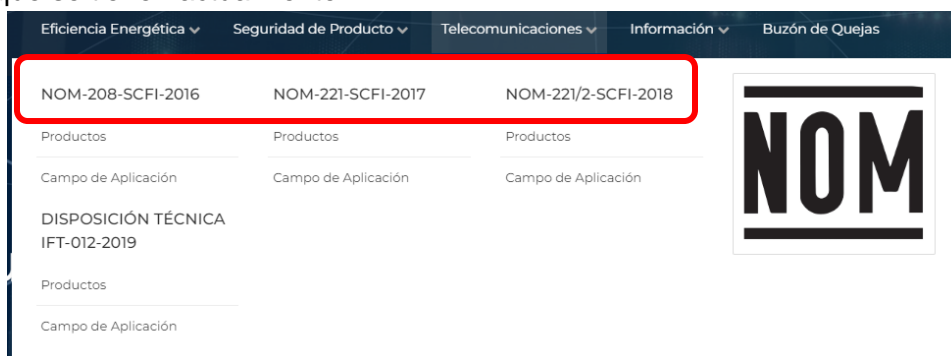 Eficiencia Energética Seguridad de Producto Telecomunicaciones Información Buzón de Quejas
NOM-208-SCFI-2016 NOM-221-SCFI-2017 NOM-221/2-SCFI-2018
Productos Productos Productos
Campo de Aplicación Campo de Aplicación Campo de Aplicación
DISPOSICIÓN TÉCNICA
IFT-012-2019
Productos
Campo de Aplicación
NOM